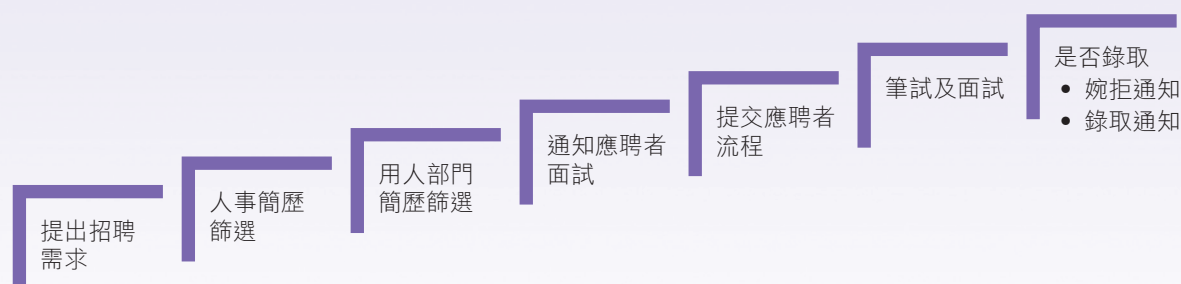 提出招聘
需求
人事簡歷
篩選
用人部門
簡歷篩選
通知應聘者
面試
提交應聘者
流程
筆試及面試
是否錄取
• 婉拒通知
• 錄取通知